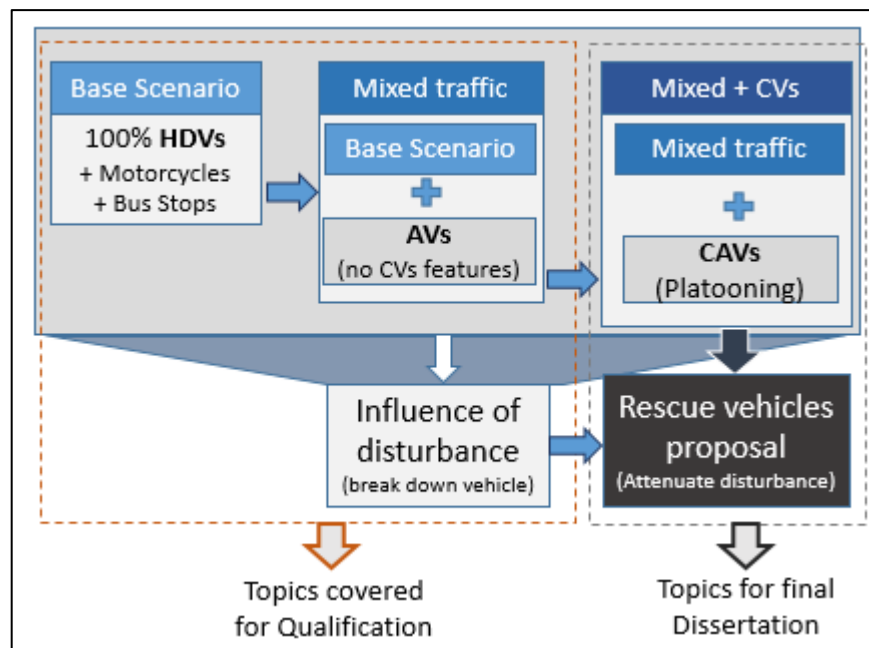 Base Scenario
100% HDVs
+ Motorcycles
+ Bus Stops
Mixed traffic
Base Scenario
AVs
(no CVs features)
Mixed + CVs
Mixed traffic
CAVs
(Platooning)
Influence of
disturbance
(break down vehicle)
Rescue vehicles
proposal
(Attenuate disturbance)
Topics covered
for Qualification
Topics for final
Dissertation